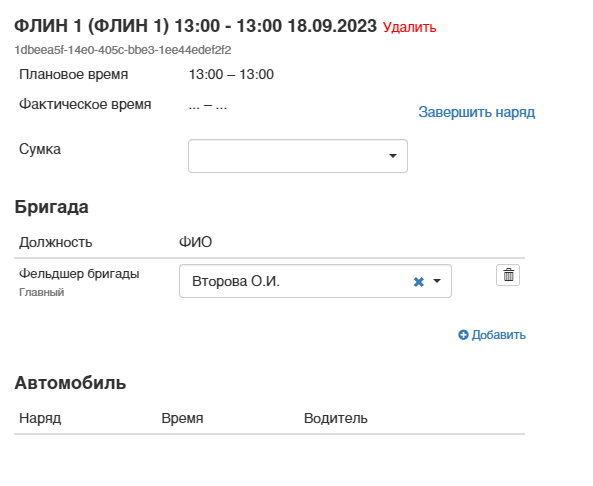 ФЛИН 1 (ФЛИН 1) 13:00 - 13:00 18.09.2023 Удалить
1dbeea5f-14e0-405c-bbe3-1ee44edef2f2
Плановое время 13:00 – 13:00
Фактическое время ... – ...
Завершить наряд
Сумка
Бригада
Должность ФИО
Фельдшер бригады Второва О.И.
Главный
Добавить
Автомобиль
Наряд Время Водитель